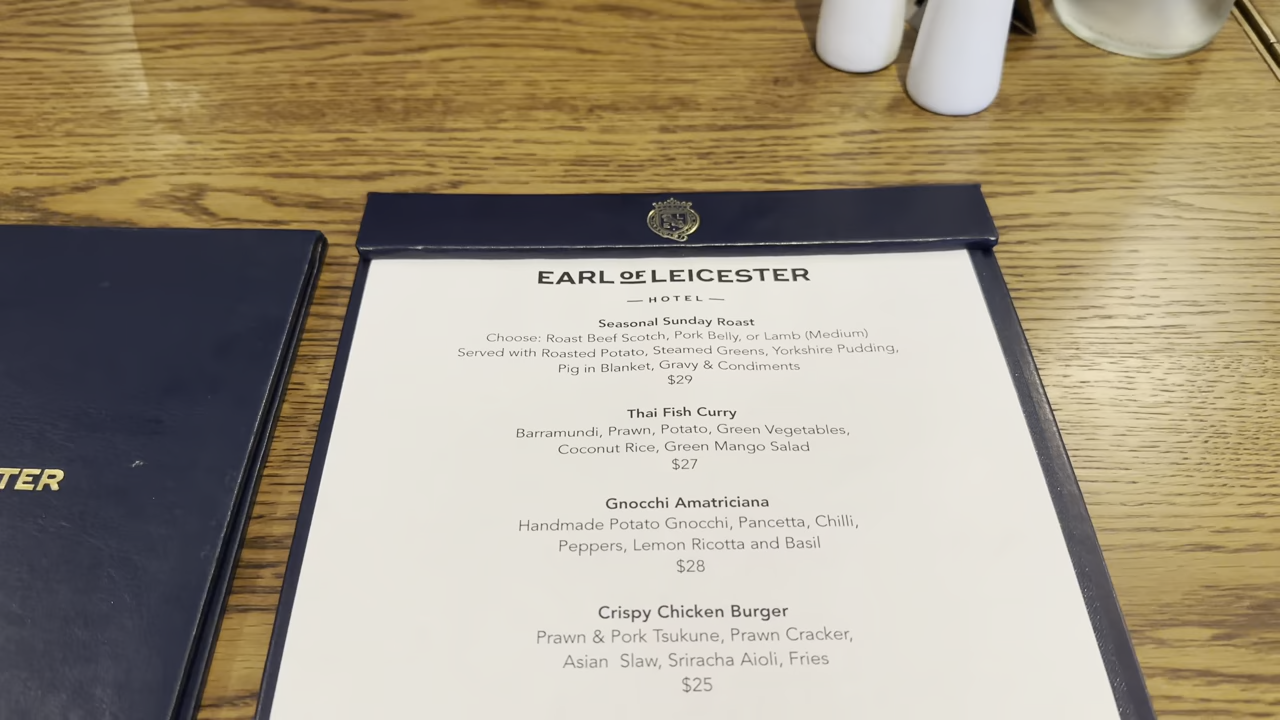 EARL OF LEICESTER
— HOTEL —
Seasonal Sunday Roast
Choose: Roast Beef Scotch, Pork Belly, or Lamb (Medium)
Served with Roasted Potato, Steamed Greens, Yorkshire Pudding,
Pig in Blanket, Gravy & Condiments
$29
Thai Fish Curry
Barramundi, Prawn, Potato, Green Vegetables,
Coconut Rice, Green Mango Salad
$27
Gnocchi Amatriciana
Handmade Potato Gnocchi, Pancetta, Chilli,
Peppers, Lemon Ricotta and Basil
$28
Crispy Chicken Burger
Prawn & Pork Tsukune, Prawn Cracker,
Asian Slaw, Sriracha Aioli, Fries
$25
TER